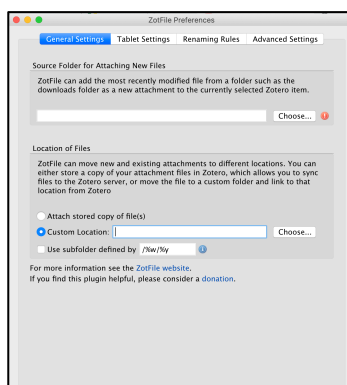 ZotFile Preferences
General Settings Tablet Settings Renaming Rules Advanced Settings
Source Folder for Attaching New Files
ZotFile can add the most recently modified file from a folder such as the
downloads folder as a new attachment to the currently selected Zotero item.
Choose...
Location of Files
ZotFile can move new and existing attachments to different locations. You can
either store a copy of your attachment files in Zotero, which allows you to sync
files to the Zotero server, or move the file to a custom folder and link to that
location from Zotero
Attach stored copy of file(s)
Custom Location: Choose...
Use subfolder defined by /%w/%y
For more information see the ZotFile website.
If you find this plugin helpful, please consider a donation.